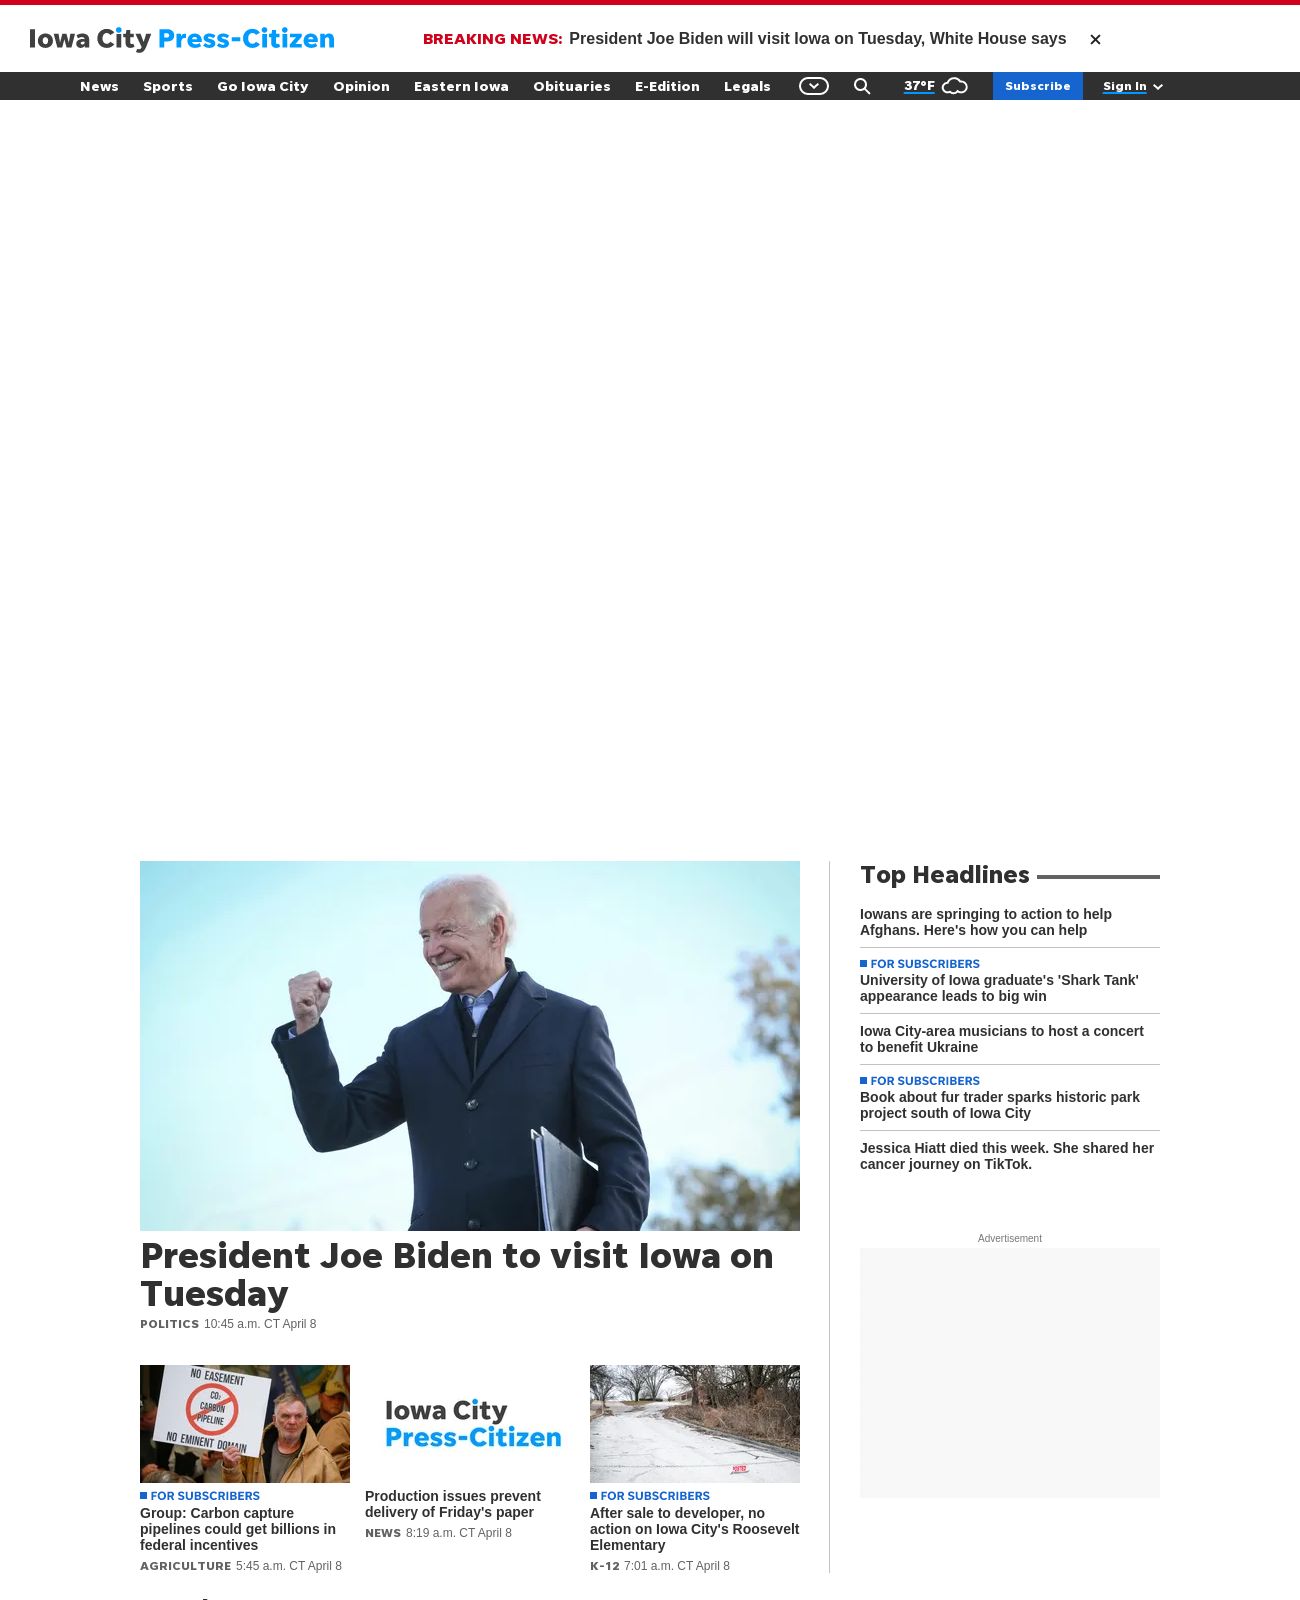 Iowa City Press-Citizen
BREAKING NEWS: President Joe Biden will visit Iowa on Tuesday, White House says
News Sports Go Iowa City Opinion Eastern Iowa Obituaries E-Edition Legals 37°F Subscribe Sign In
President Joe Biden to visit Iowa on
Tuesday
POLITICS 10:45 a.m. CT April 8
NO EASEMENT
CO₂
CARBON
PIPELINE
NO EMINENT DOMAIN
FOR SUBSCRIBERS
Group: Carbon capture
pipelines could get billions in
federal incentives
AGRICULTURE 5:45 a.m. CT April 8
Iowa City
Press-Citizen
Production issues prevent
delivery of Friday's paper
NEWS 8:19 a.m. CT April 8
POSTED
FOR SUBSCRIBERS
After sale to developer, no
action on Iowa City's Roosevelt
Elementary
K-12 7:01 a.m. CT April 8
Top Headlines
Iowans are springing to action to help
Afghans. Here's how you can help
FOR SUBSCRIBERS
University of Iowa graduate's 'Shark Tank'
appearance leads to big win
Iowa City-area musicians to host a concert
to benefit Ukraine
FOR SUBSCRIBERS
Book about fur trader sparks historic park
project south of Iowa City
Jessica Hiatt died this week. She shared her
cancer journey on TikTok.
Advertisement